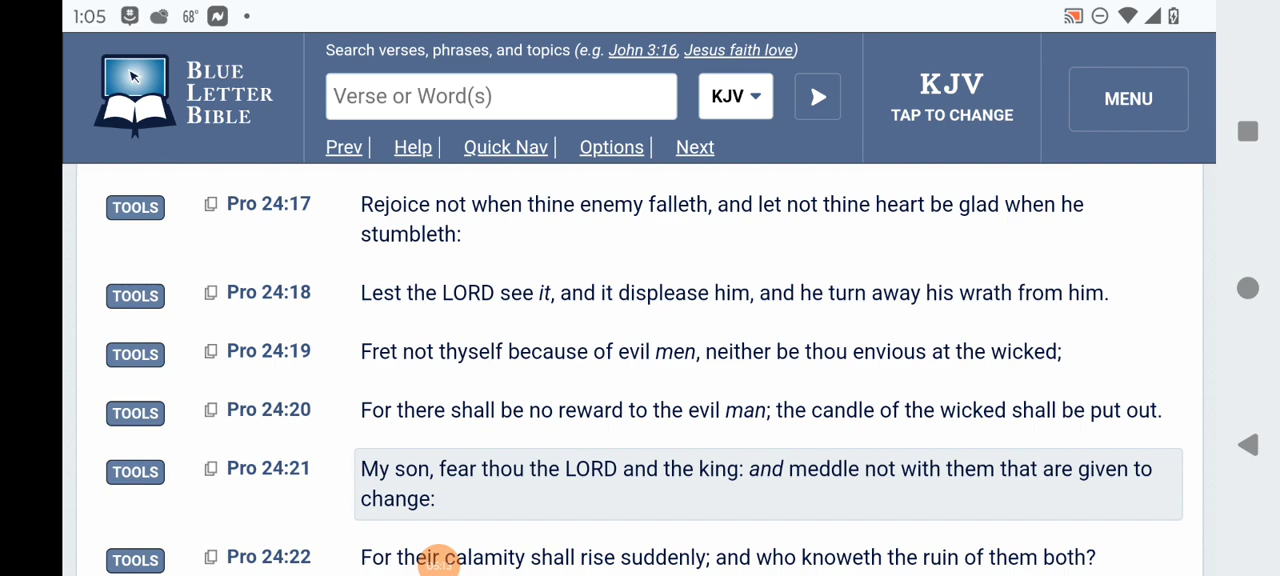 1:05 68°
Search verses, phrases, and topics (e.g. John 3:16, Jesus faith love)
BLUE
LETTER
BIBLE
Verse or Word(s)
KJV
KJV
TAP TO CHANGE
MENU
Prev | Help | Quick Nav | Options | Next
TOOLS Pro 24:17 Rejoice not when thine enemy falleth, and let not thine heart be glad when he
stumbleth:
TOOLS Pro 24:18 Lest the LORD see it, and it displease him, and he turn away his wrath from him.
TOOLS Pro 24:19 Fret not thyself because of evil men, neither be thou envious at the wicked;
TOOLS Pro 24:20 For there shall be no reward to the evil man; the candle of the wicked shall be put out.
TOOLS Pro 24:21 My son, fear thou the LORD and the king: and meddle not with them that are given to
change:
TOOLS Pro 24:22 For their calamity shall rise suddenly; and who knoweth the ruin of them both?